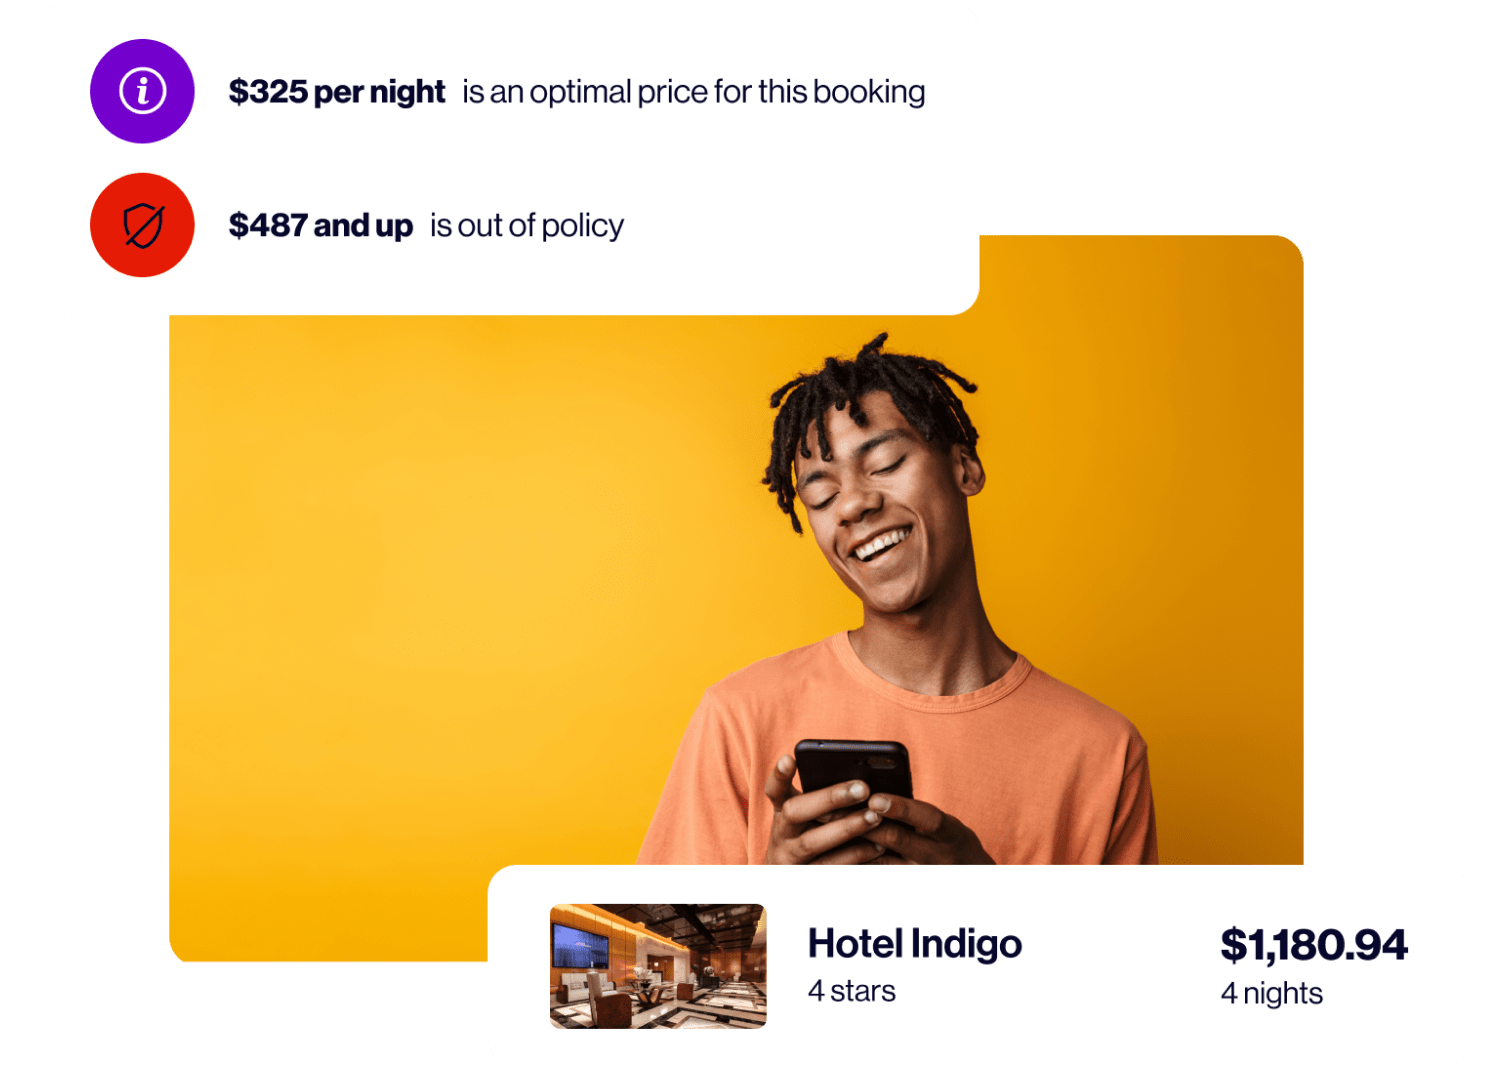 $325 per night is an optimal price for this booking
$487 and up is out of policy
Hotel Indigo
4 stars
$1,180.94
4 nights